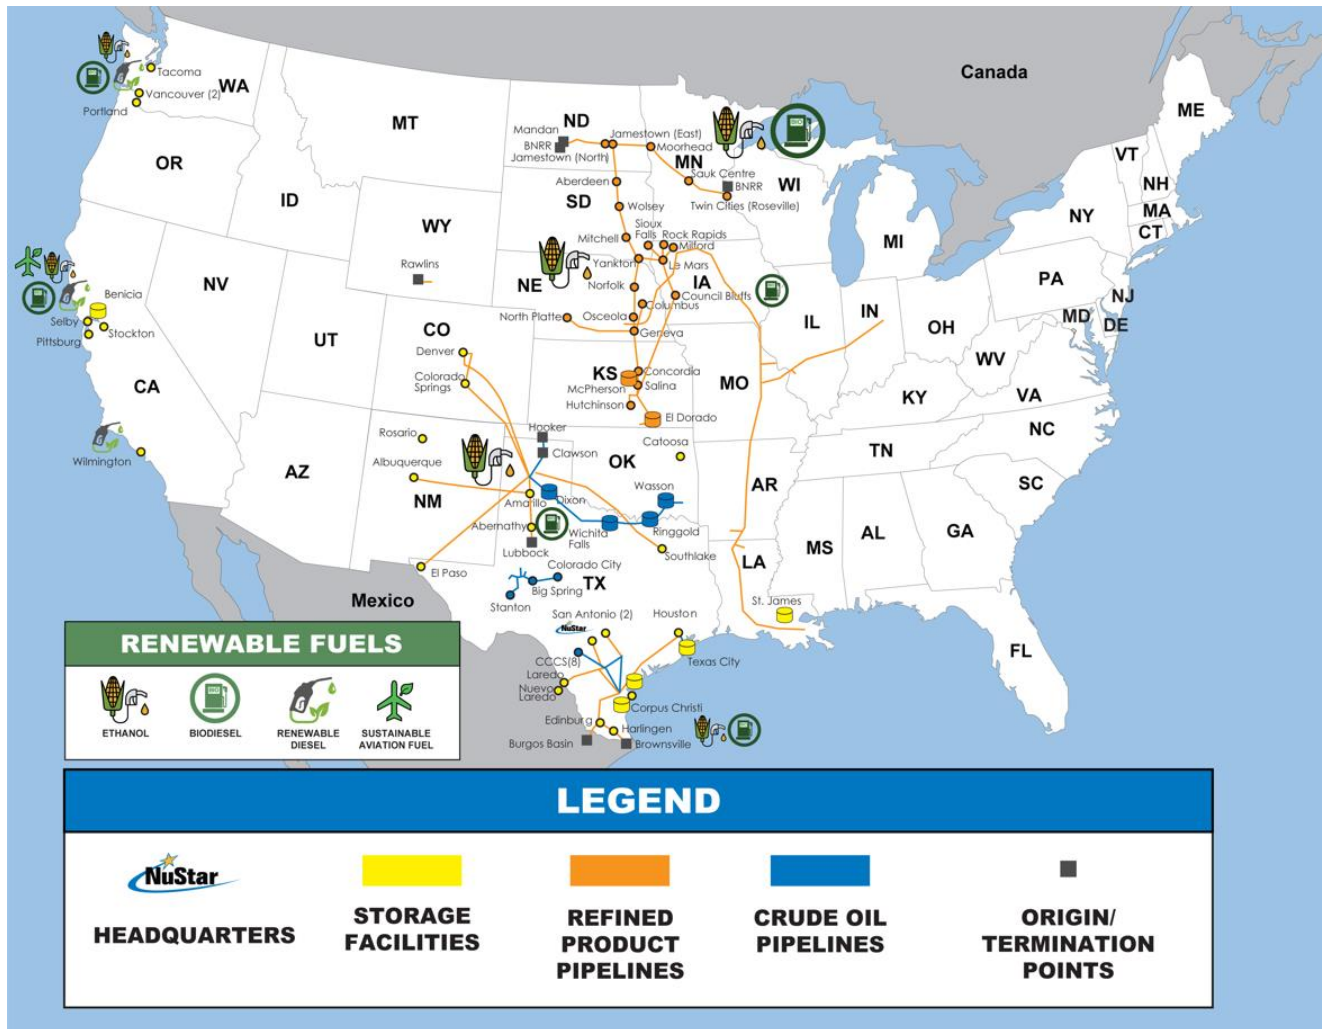 Canada
Tacoma
WA
Vancouver (2)
Portland
MT
ND
Mandan
BNRR
Jamestown (East)
Jamestown (North)
Moorhead
MN
Sauk Centre
BNRR
Twin Cities (Roseville)
WI
ME
VT
NH
MA
CT
NY
MI
OR
ID
WY
Rawlins
SD
Aberdeen
Wolsey
Mitchell
Sioux
Falls
Rock Rapids
Milford
Le Mars
Yankton
NE
Norfolk
IA
Council Bluffs
Columbus
Osceola
North Platte
Geneva
PA
NJ
MD
DE
OH
IN
IL
WV
VA
KY
NV
UT
CO
Denver
Colorado
Springs
KS
Concordia
Salina
McPherson
Hutchinson
El Dorado
MO
Benicia
Selby
Stockton
Pittsburg
CA
Wilmington
AZ
NM
Rosario
Albuquerque
Hooker
Clawson
OK
Catoosa
Wasson
Amarillo
Dixon
Abernathy
Wichita
Falls
Ringgold
Lubbock
Southlake
El Paso
Colorado City
TX
Big Spring
Stanton
AR
TN
NC
SC
MS
AL
GA
LA
FL
St. James
Mexico
San Antonio (2)
Houston
NuStar
CCCS(8)
Texas City
Laredo
Nuevo
Laredo
Corpus Christi
Edinburg
Harlingen
Burgos Basin
Brownsville
BIO
RENEWABLE FUELS
BIO
ETHANOL
BIODIESEL
RENEWABLE
DIESEL
SUSTAINABLE
AVIATION FUEL
LEGEND
NuStar
HEADQUARTERS
STORAGE
FACILITIES
REFINED
PRODUCT
PIPELINES
CRUDE OIL
PIPELINES
ORIGIN/
TERMINATION
POINTS